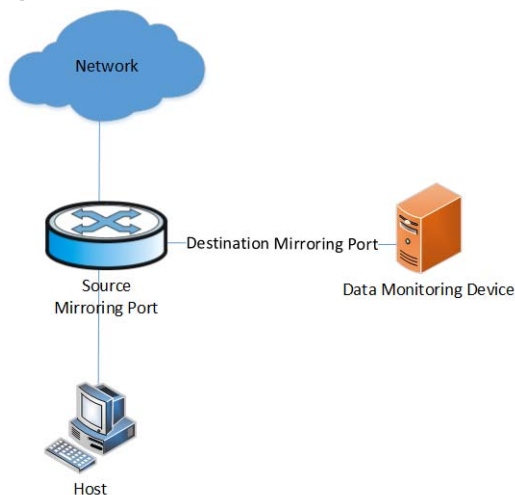 Network
Destination Mirroring Port
Source
Mirroring Port
Data Monitoring Device
Host